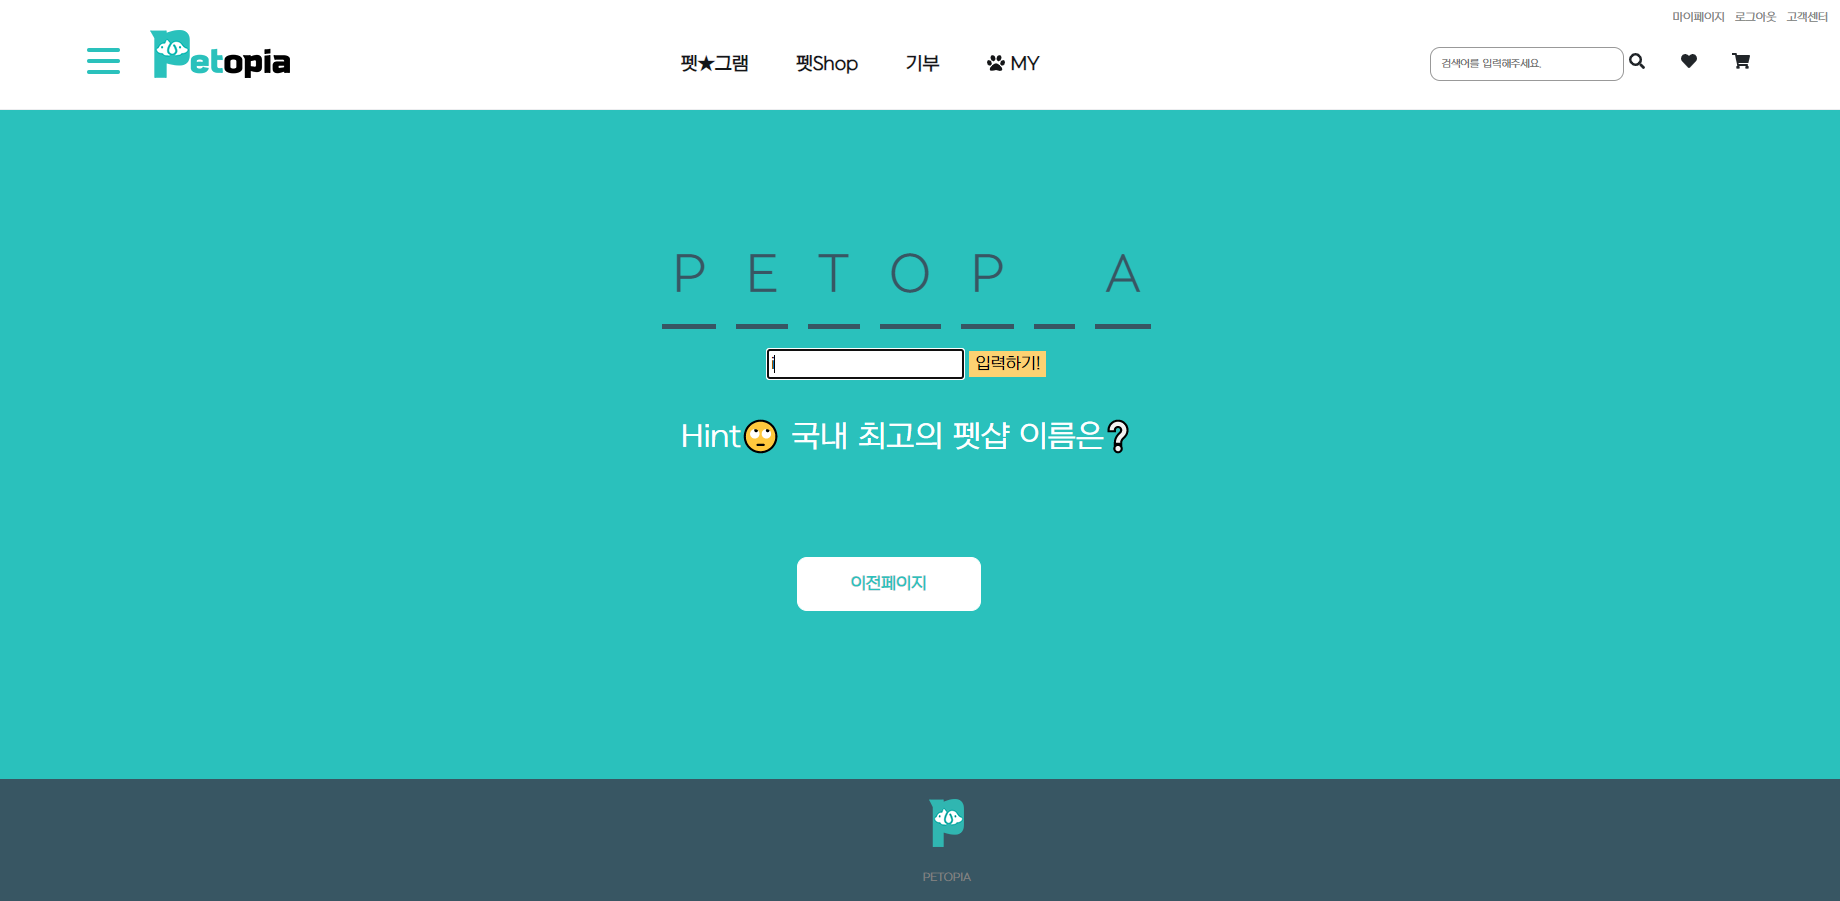 마이페이지 로그아웃 고객센터
Petopia
펫★그램 펫Shop 기부 MY
검색어를 입력해주세요.
P E T O P A
i 입력하기!
Hint🙄 국내 최고의 펫샵 이름은❔
이전페이지
P
PETOPIA